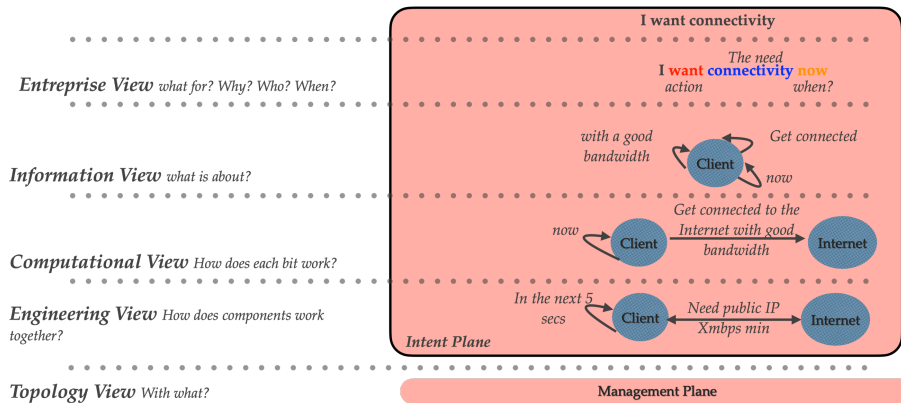 I want connectivity
Entreprise View what for? Why? Who? When?
The need
I want connectivity now
action
when?
Information View what is about?
with a good
bandwidth
Client
Get connected
now
Computational View How does each bit work?
now
Client
Get connected to the
Internet with good
bandwidth
Internet
Engineering View How does components work
together?
In the next 5
secs
Client
Need public IP
Xmbps min
Internet
Intent Plane
Topology View With what?
Management Plane